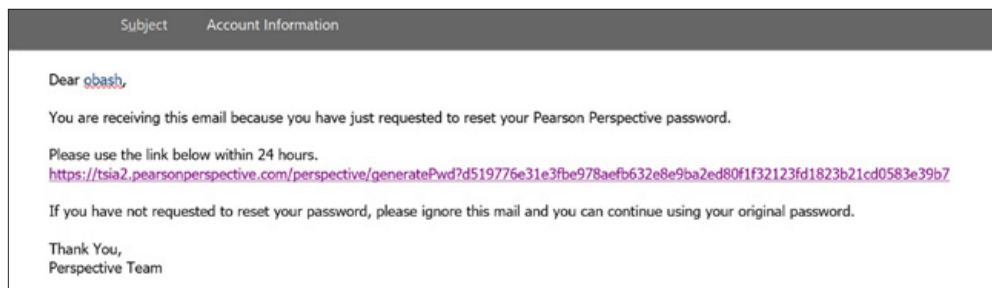 Subject Account Information
Dear obash,
You are receiving this email because you have just requested to reset your Pearson Perspective password.
Please use the link below within 24 hours.
https://tsia2.pearsonperspective.com/perspective/generatePwd?d519776e31e3fbe978aefb632e8e9ba2ed80f1f32123fd1823b21cd0583e39b7
If you have not requested to reset your password, please ignore this mail and you can continue using your original password.
Thank You,
Perspective Team